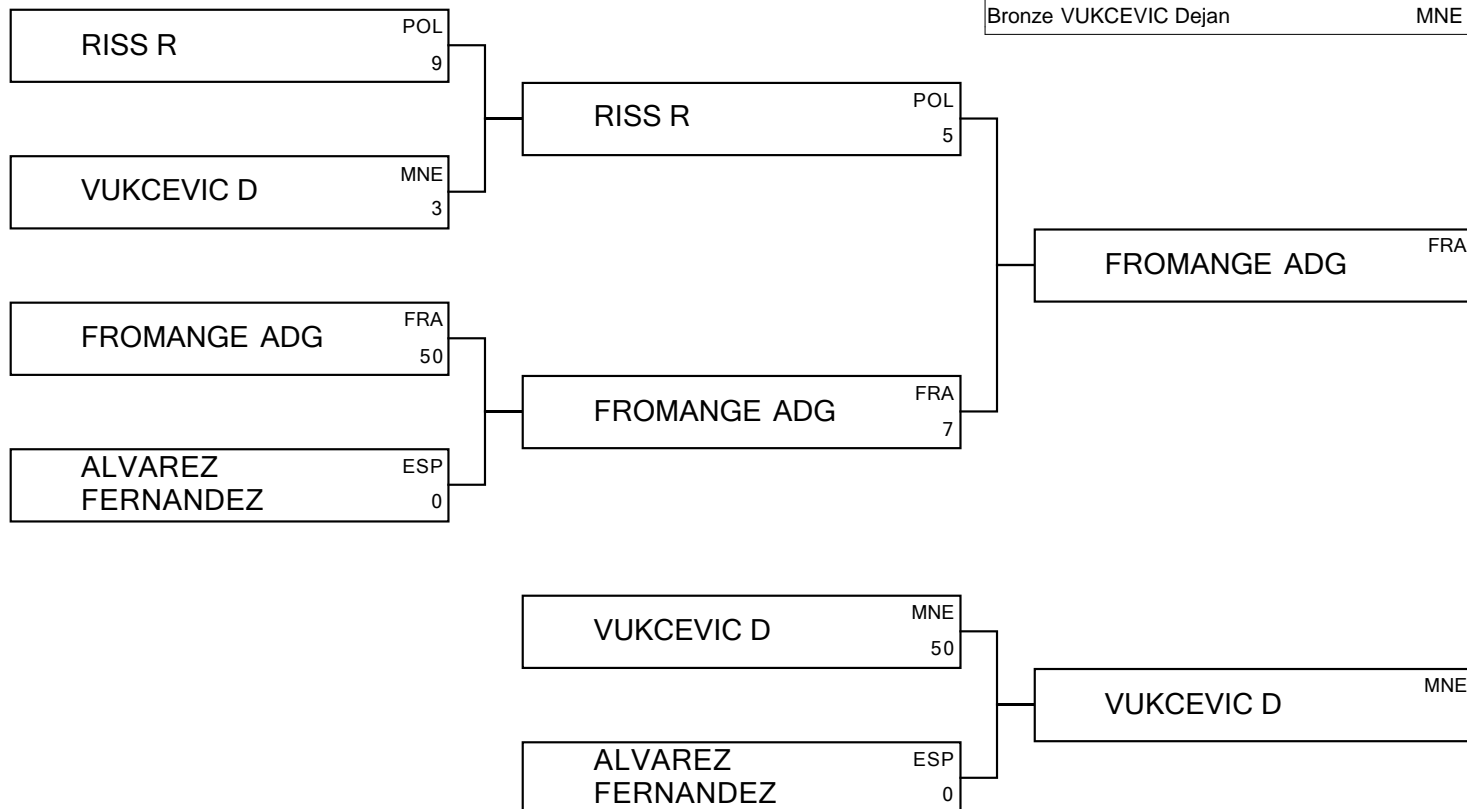 Bronze VUKCEVIC Dejan MNE
RISS R POL
9
RISS R POL
5
VUKCEVIC D MNE
3
FROMANGE ADG FRA
FROMANGE ADG FRA
50
FROMANGE ADG FRA
7
ALVAREZ ESP
FERNANDEZ 0
VUKCEVIC D MNE
50
VUKCEVIC D MNE
ALVAREZ ESP
FERNANDEZ 0